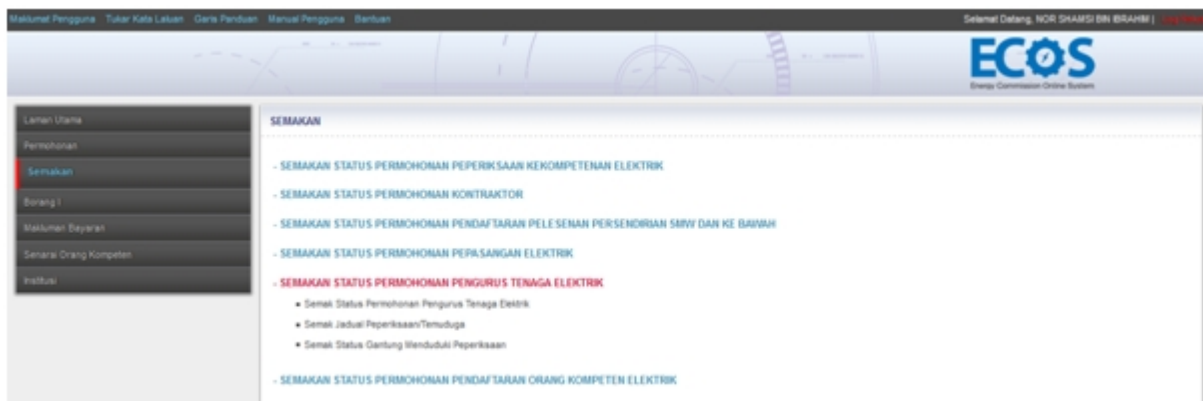 Maklumat Pengguna Tukar Kata Laluan Garis Panduan Manual Pengguna Bantuan
Selamat Datang, NOR SHAMSI BIN IBRAHIM |
ECOS
Energy Commission Online System
Laman Utama
Permohonan
Semakan
Borang I
Makluman Bayaran
Senarai Orang Kompeten
Institusi
SEMAKAN
- SEMAKAN STATUS PERMOHONAN PEPERIKSAAN KEKOMPETENAN ELEKTRIK
- SEMAKAN STATUS PERMOHONAN KONTRAKTOR
- SEMAKAN STATUS PERMOHONAN PENDAFTARAN PELESENAN PERSENDIRIAN 5MW DAN KE BAWAH
- SEMAKAN STATUS PERMOHONAN PEPASANGAN ELEKTRIK
- SEMAKAN STATUS PERMOHONAN PENGURUS TENAGA ELEKTRIK
• Semak Status Permohonan Pengurus Tenaga Elektrik
• Semak Jadual Peperiksaan/Temuduga
• Semak Status Gantung Menduduki Peperiksaan
- SEMAKAN STATUS PERMOHONAN PENDAFTARAN ORANG KOMPETEN ELEKTRIK